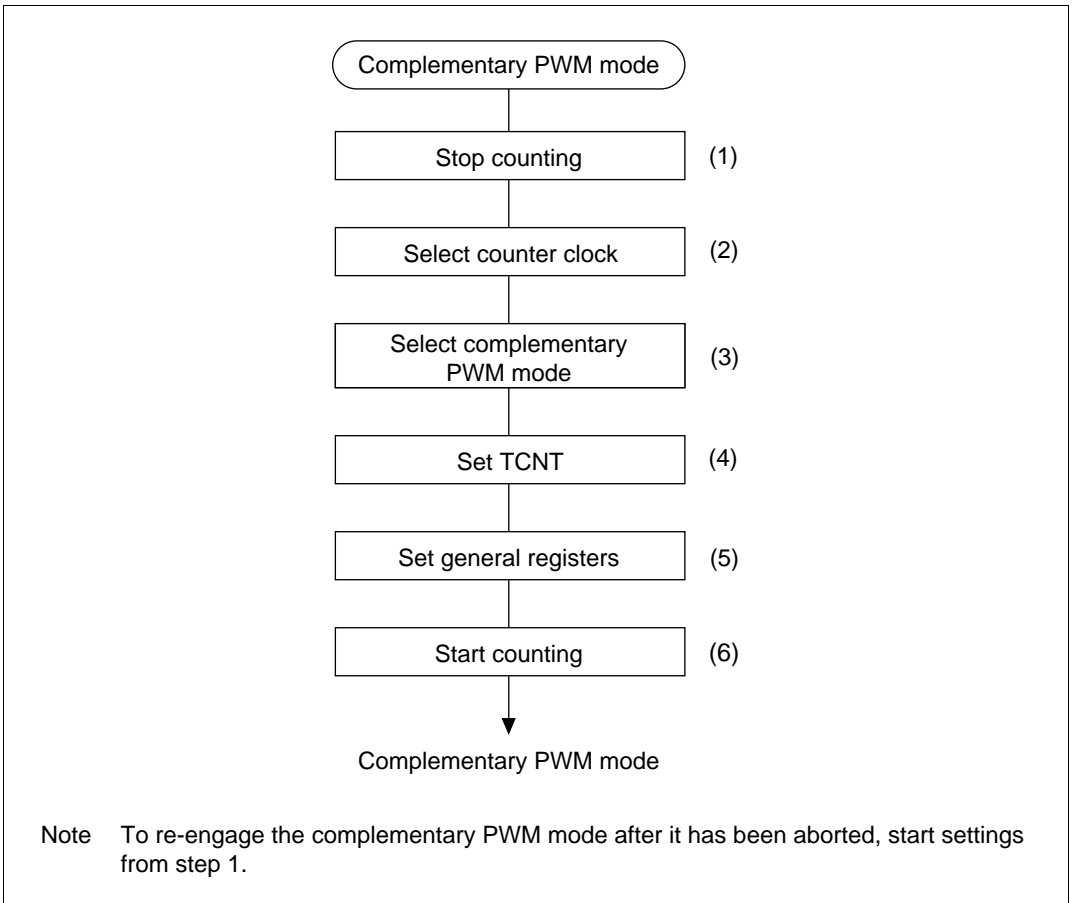 Complementary PWM mode
Stop counting (1)
Select counter clock (2)
Select complementary
PWM mode (3)
Set TCNT (4)
Set general registers (5)
Start counting (6)
Complementary PWM mode
Note To re-engage the complementary PWM mode after it has been aborted, start settings
from step 1.